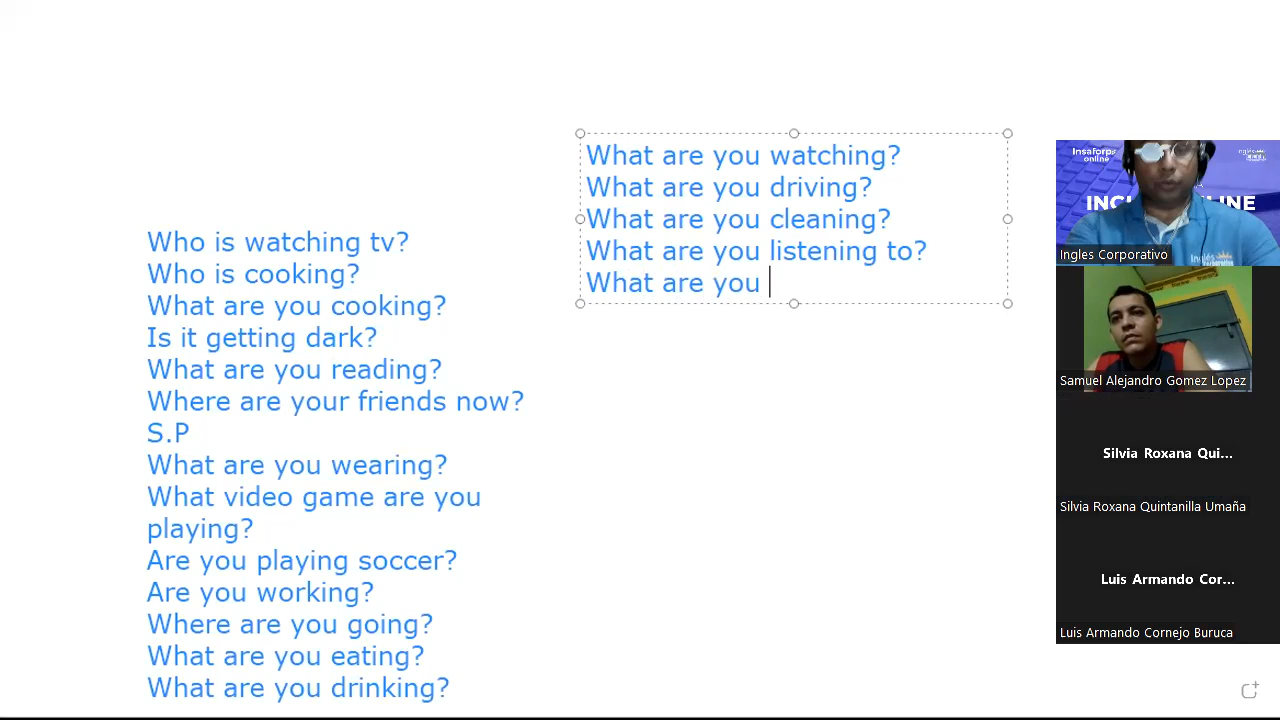 Who is watching tv?
Who is cooking?
What are you cooking?
Is it getting dark?
What are you reading?
Where are your friends now?
S.P
What are you wearing?
What video game are you
playing?
Are you playing soccer?
Are you working?
Where are you going?
What are you eating?
What are you drinking?
What are you watching?
What are you driving?
What are you cleaning?
What are you listening to?
What are you
Insaforp
online
Ingles Corporativo
Samuel Alejandro Gomez Lopez
Silvia Roxana Qui...
Silvia Roxana Quintanilla Umaña
Luis Armando Cor...
Luis Armando Cornejo Buruca